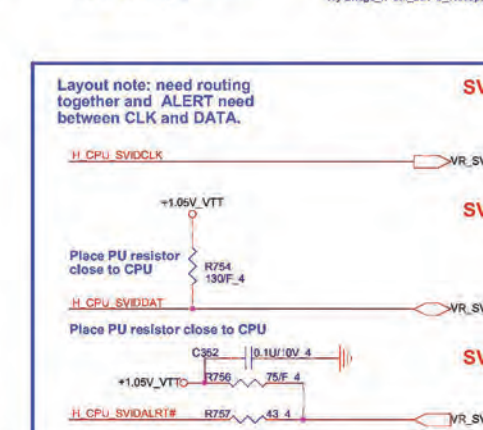 Layout note: need routing
together and ALERT need
between CLK and DATA.
SV
H_CPU_SVIDCLK
VR_SV
+1.05V_VTT
SV
Place PU resistor
close to CPU
R754
130/F_4
H_CPU_SVIDDAT
VR_SV
Place PU resistor close to CPU
C352 0.1U/10V_4
SV
+1.05V_VTT R756 75/F_4
H_CPU_SVIDALRT# R757 43_4
VR_SV